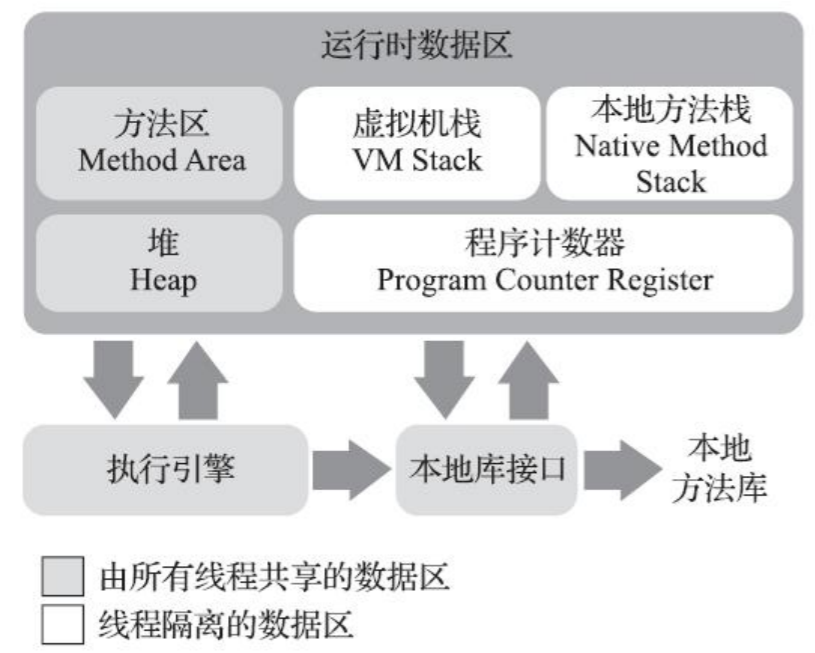 运行时数据区
方法区
Method Area
虚拟机栈
VM Stack
本地方法栈
Native Method
Stack
堆
Heap
程序计数器
Program Counter Register
执行引擎
本地库接口
本地
方法库
由所有线程共享的数据区
线程隔离的数据区